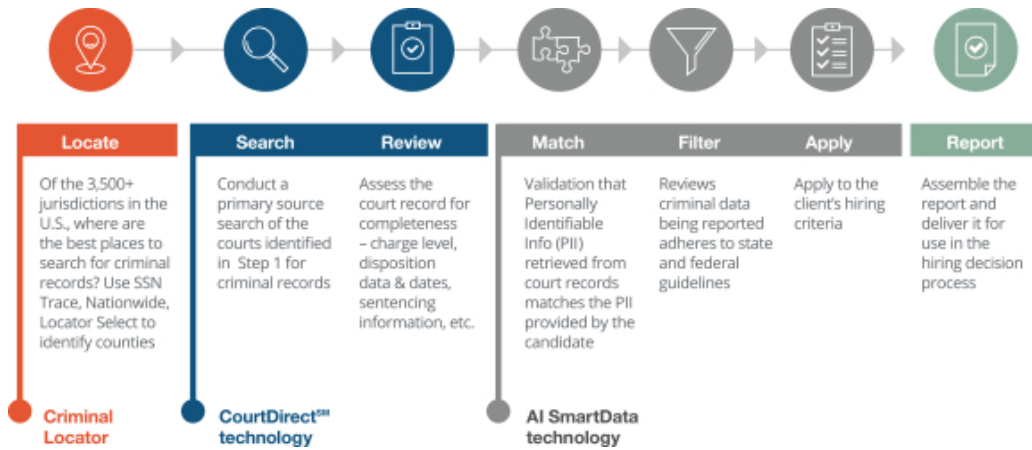 Locate
Of the 3,500+
jurisdictions in the
U.S., where are
the best places to
search for criminal
records? Use SSN
Trace, Nationwide,
Locator Select to
identify counties
Criminal
Locator
Search
Conduct a
primary source
search of the
courts identified
in Step 1 for
criminal records
Review
Assess the
court record for
completeness
– charge level,
disposition
data & dates,
sentencing
information, etc.
CourtDirect℠
technology
Match
Validation that
Personally
Identifiable
Info (PII)
retrieved from
court records
matches the PII
provided by the
candidate
Filter
Reviews
criminal data
being reported
adheres to state
and federal
guidelines
Apply
Apply to the
client's hiring
criteria
AI SmartData
technology
Report
Assemble the
report and
deliver it for
use in the
hiring decision
process